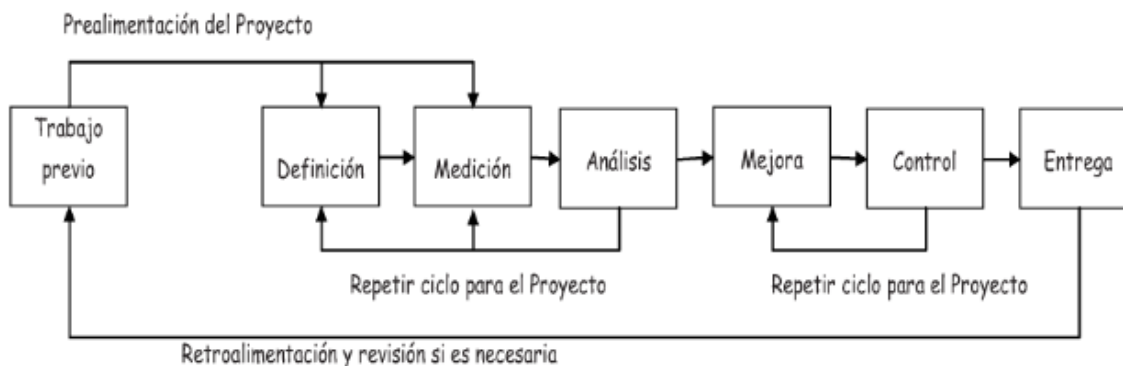 Prealimentación del Proyecto
Trabajo
previo
Definición
Medición
Análisis
Mejora
Control
Entrega
Repetir ciclo para el Proyecto
Repetir ciclo para el Proyecto
Retroalimentación y revisión si es necesaria